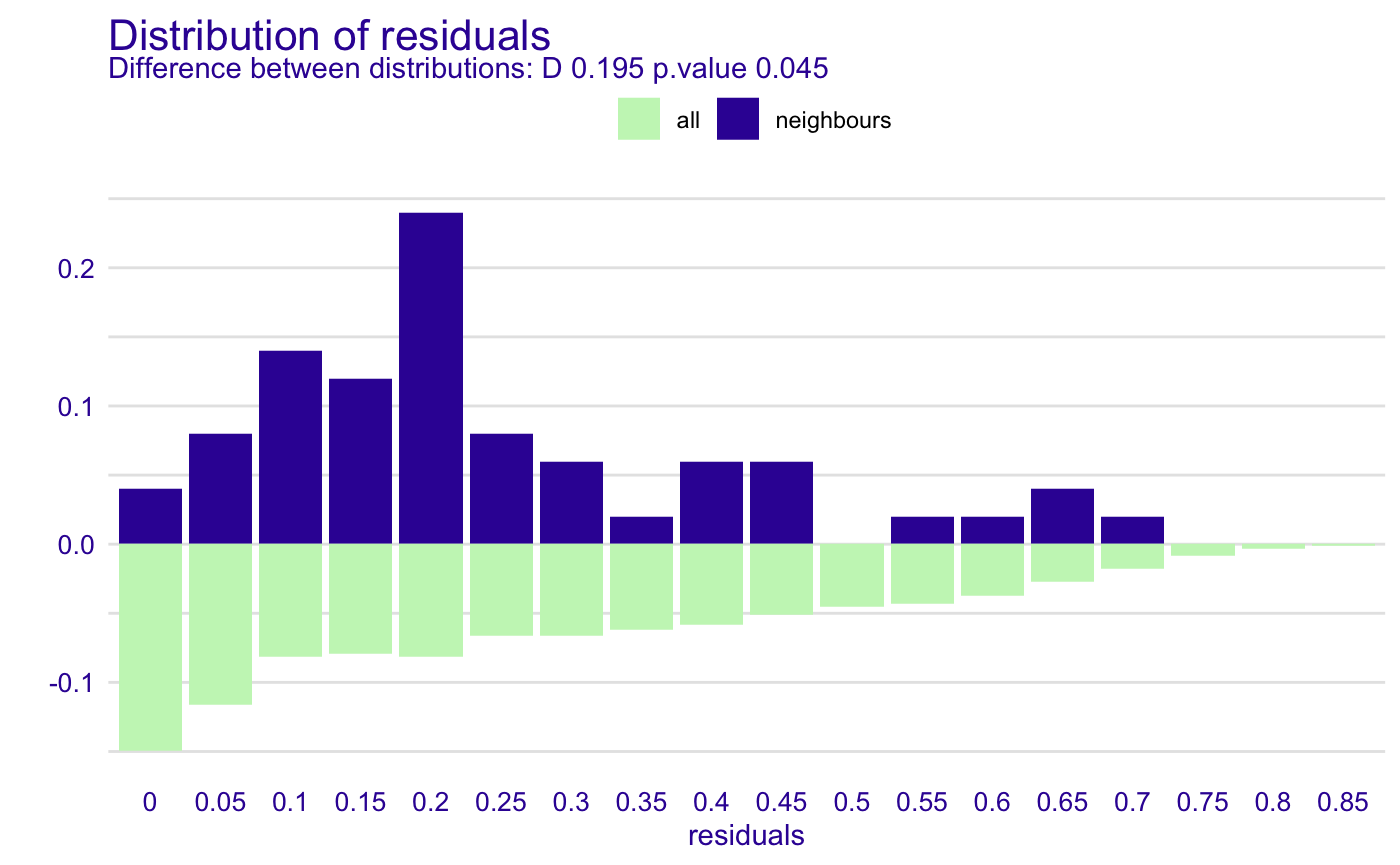 Distribution of residuals
Difference between distributions: D 0.195 p.value 0.045
all neighbours
0.2
0.1
0.0
-0.1
0 0.05 0.1 0.15 0.2 0.25 0.3 0.35 0.4 0.45 0.5 0.55 0.6 0.65 0.7 0.75 0.8 0.85
residuals